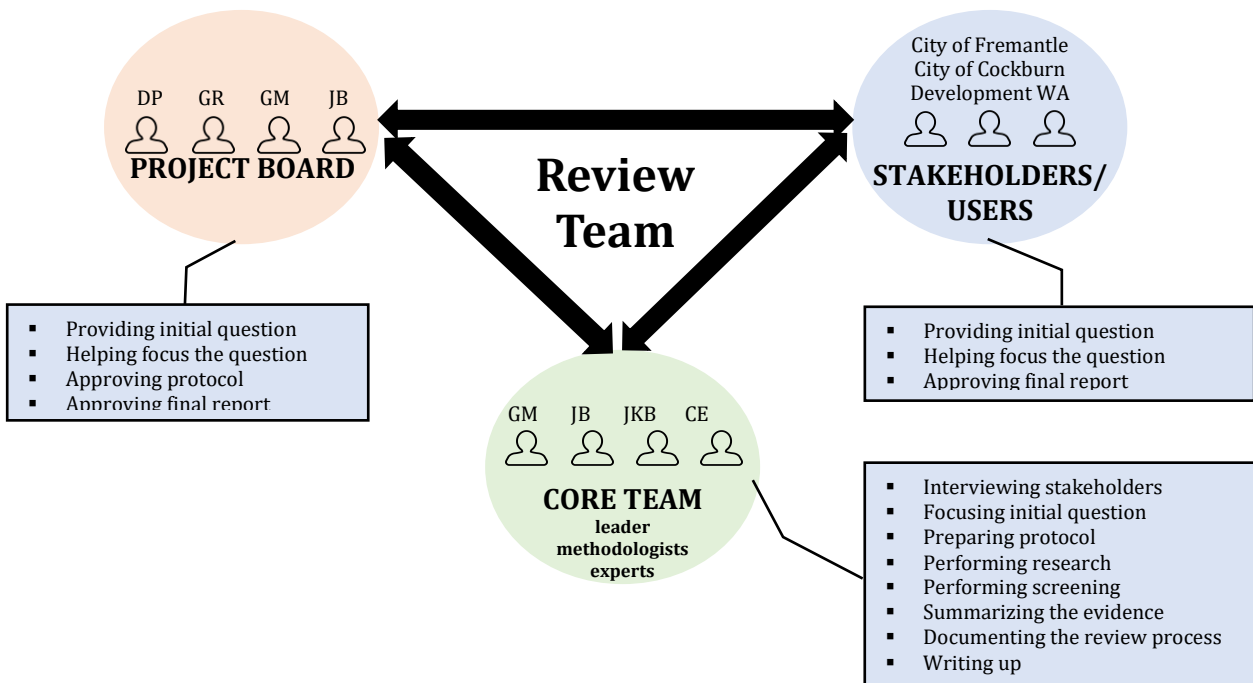 DP GR GM JB
PROJECT BOARD
City of Fremantle
City of Cockburn
Development WA
STAKEHOLDERS/
USERS
Review
Team
▪ Providing initial question
▪ Helping focus the question
▪ Approving protocol
▪ Approving final report
▪ Providing initial question
▪ Helping focus the question
▪ Approving final report
GM JB JKB CE
CORE TEAM
leader
methodologists
experts
▪ Interviewing stakeholders
▪ Focusing initial question
▪ Preparing protocol
▪ Performing research
▪ Performing screening
▪ Summarizing the evidence
▪ Documenting the review process
▪ Writing up